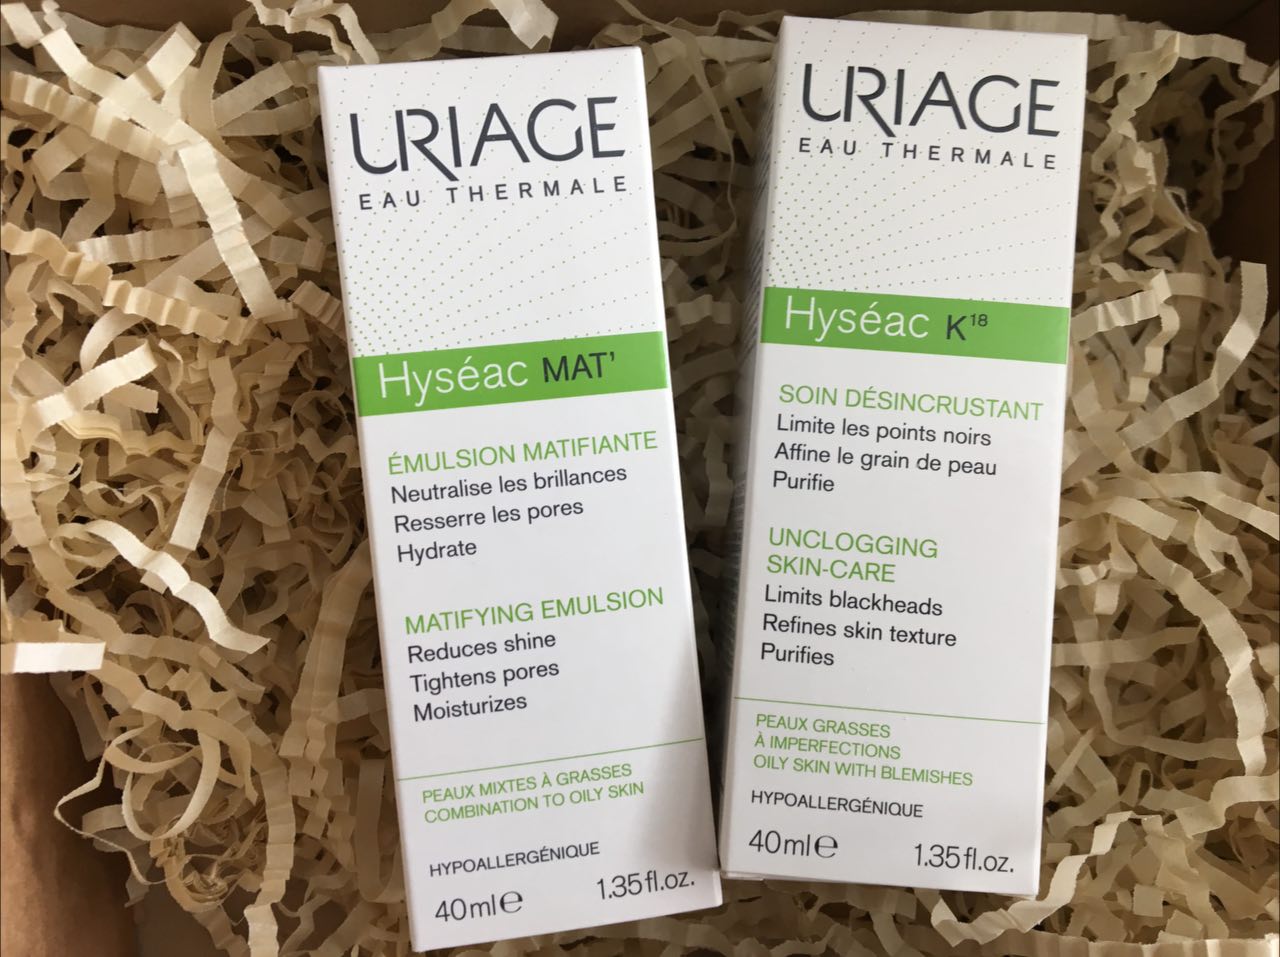 URIAGE
EAU THERMALE
Hyséac MAT'
ÉMULSION MATIFIANTE
Neutralise les brillances
Resserre les pores
Hydrate
MATIFYING EMULSION
Reduces shine
Tightens pores
Moisturizes
PEAUX MIXTES À GRASSES
COMBINATION TO OILY SKIN
HYPOALLERGÉNIQUE
40ml℮ 1.35fl.oz.
URIAGE
EAU THERMALE
Hyséac K18
SOIN DÉSINCRUSTANT
Limite les points noirs
Affine le grain de peau
Purifie
UNCLOGGING
SKIN-CARE
Limits blackheads
Refines skin texture
Purifies
PEAUX GRASSES
À IMPERFECTIONS
OILY SKIN WITH BLEMISHES
HYPOALLERGÉNIQUE
40ml℮ 1.35fl.oz.